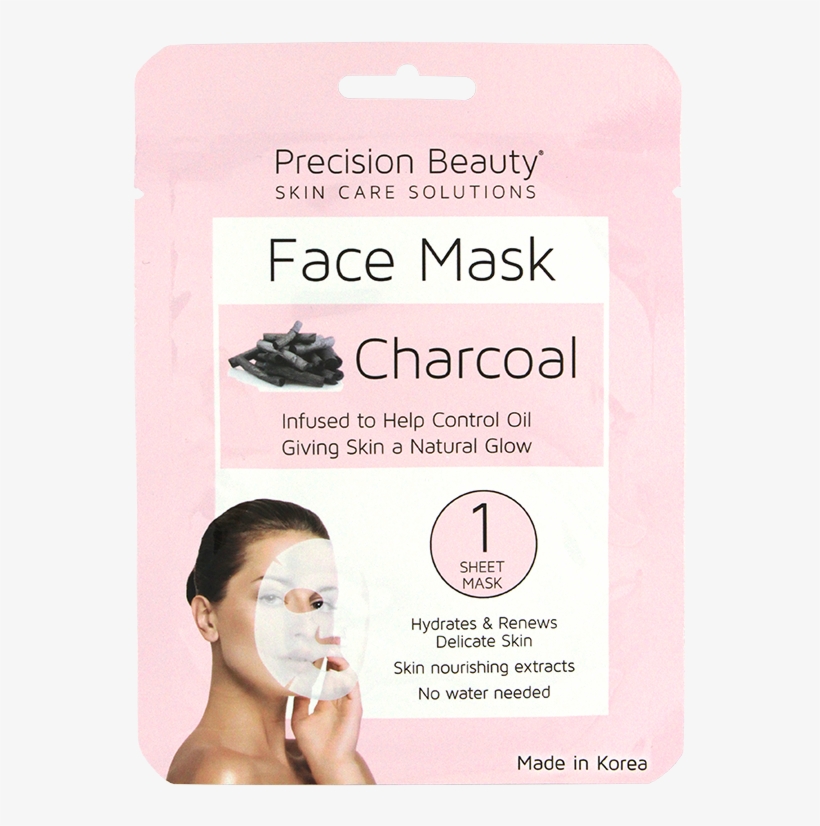 Precision Beauty®
SKIN CARE SOLUTIONS
Face Mask
Charcoal
Infused to Help Control Oil
Giving Skin a Natural Glow
1
SHEET
MASK
Hydrates & Renews
Delicate Skin
Skin nourishing extracts
No water needed
Made in Korea